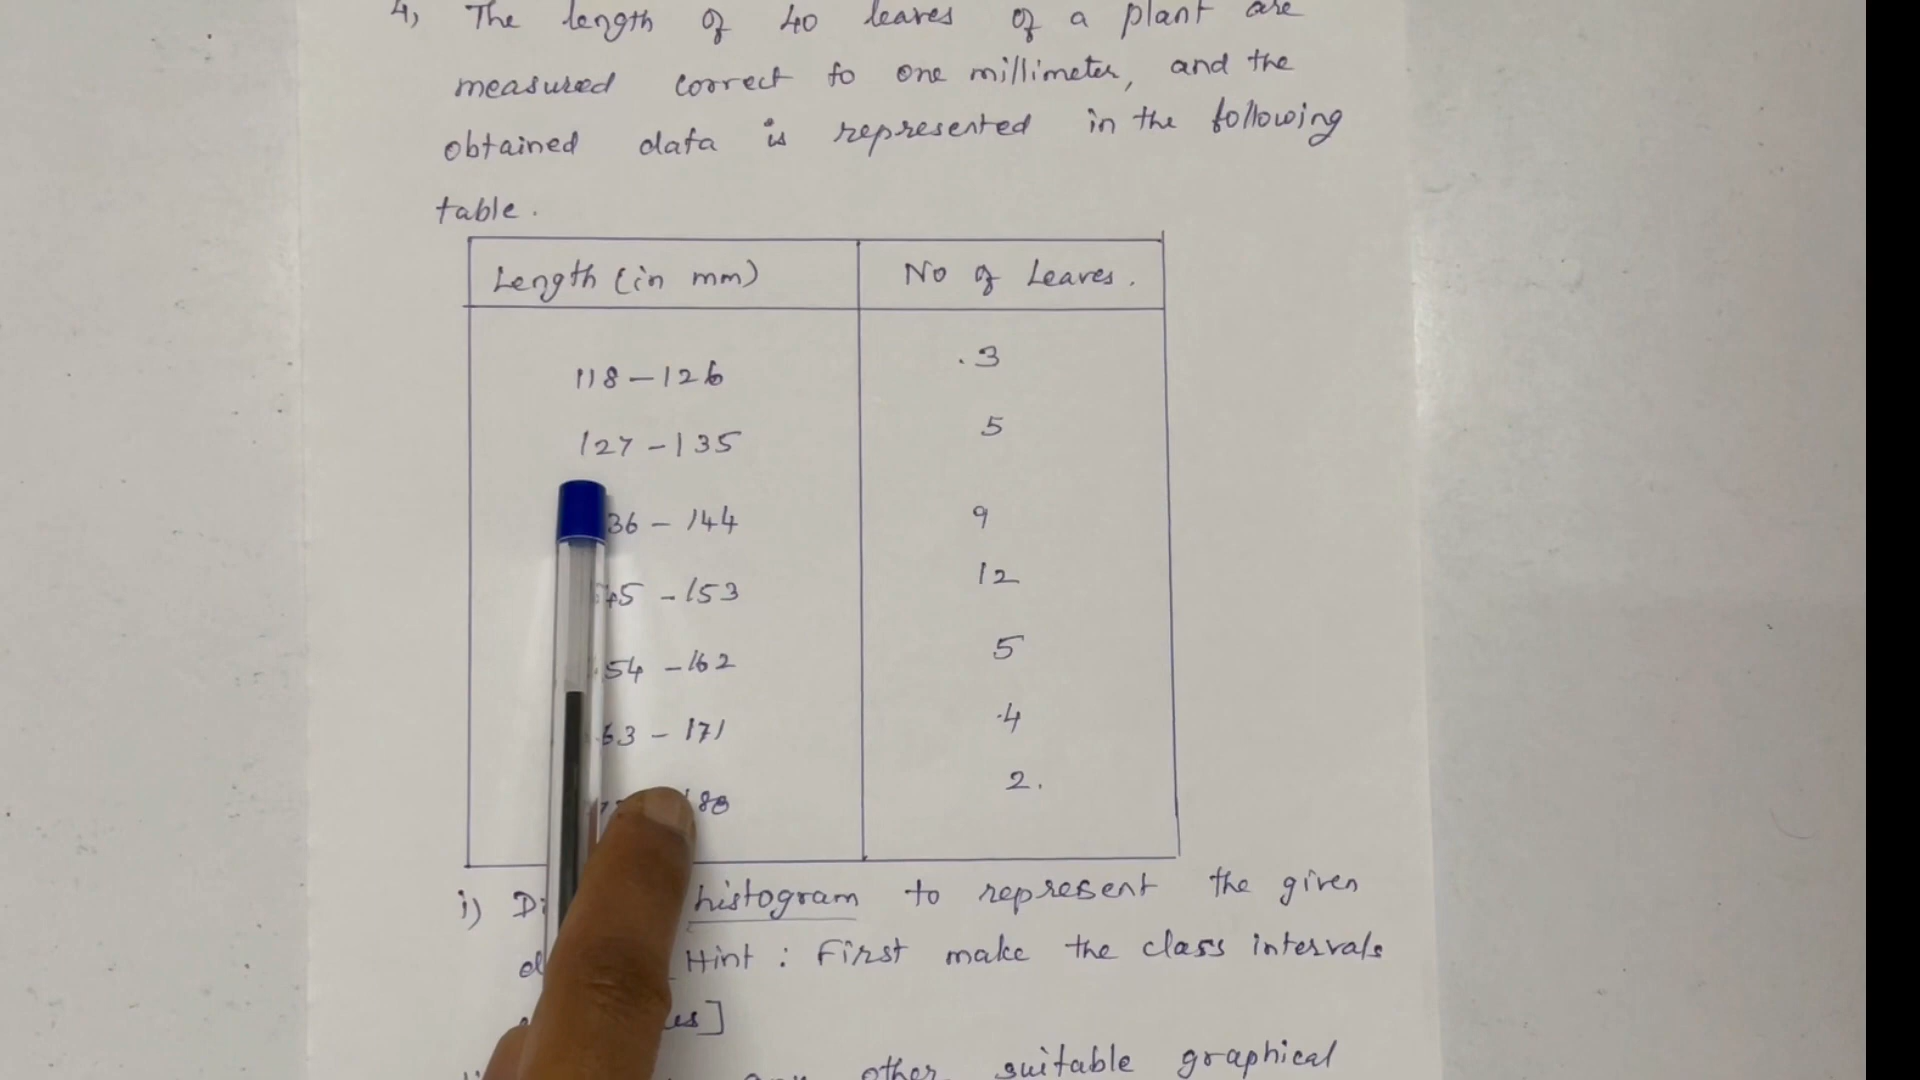 4) The length of 40 leaves of a plant are
measured correct to one millimeter, and the
obtained data is represented in the following
table.
Length (in mm) No of Leaves.
118 - 126 3
127 - 135 5
36 - 144 9
45 - 153 12
54 - 162 5
63 - 171 4
180 2.
i) histogram to represent the given
Hint : First make the class intervals
]
other suitable graphical